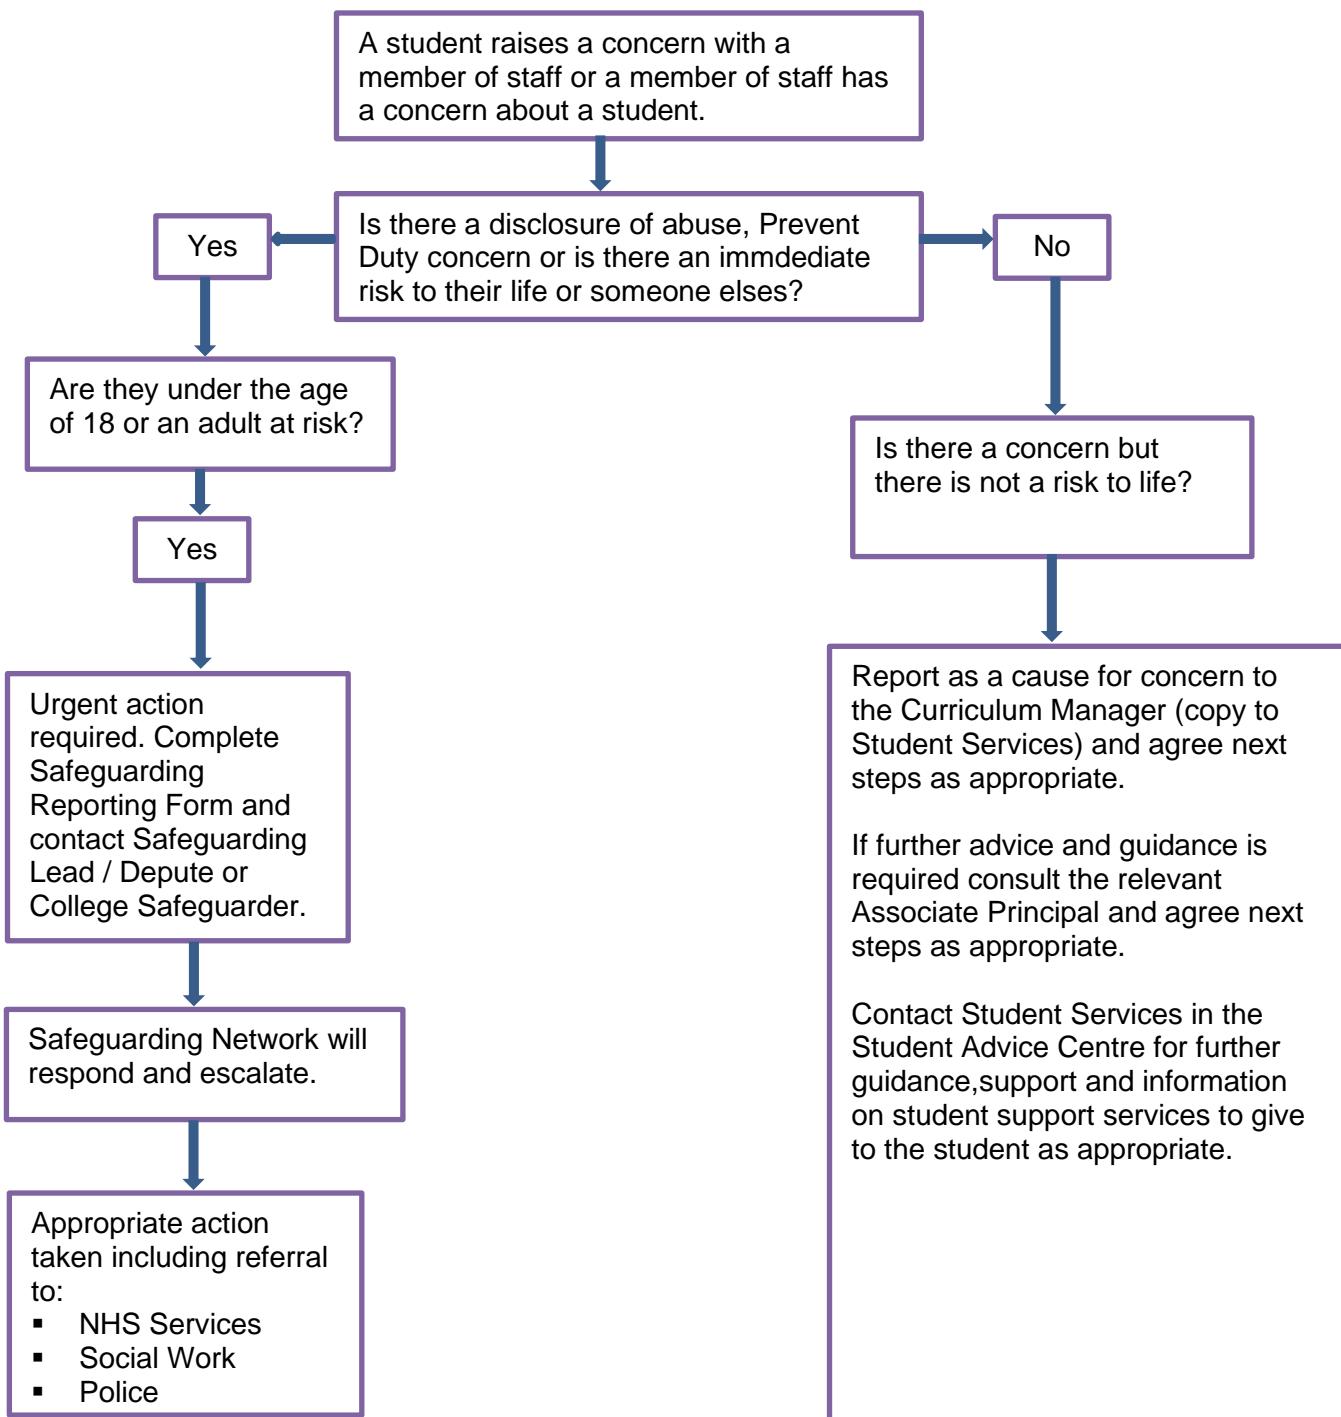 A student raises a concern with a
member of staff or a member of staff has
a concern about a student.
Is there a disclosure of abuse, Prevent
Duty concern or is there an immdediate
risk to their life or someone elses?
Yes
No
Are they under the age
of 18 or an adult at risk?
Yes
Urgent action
required. Complete
Safeguarding
Reporting Form and
contact Safeguarding
Lead / Depute or
College Safeguarder.
Safeguarding Network will
respond and escalate.
Appropriate action
taken including referral
to:
▪ NHS Services
▪ Social Work
▪ Police
Is there a concern but
there is not a risk to life?
Report as a cause for concern to
the Curriculum Manager (copy to
Student Services) and agree next
steps as appropriate.
If further advice and guidance is
required consult the relevant
Associate Principal and agree next
steps as appropriate.
Contact Student Services in the
Student Advice Centre for further
guidance,support and information
on student support services to give
to the student as appropriate.